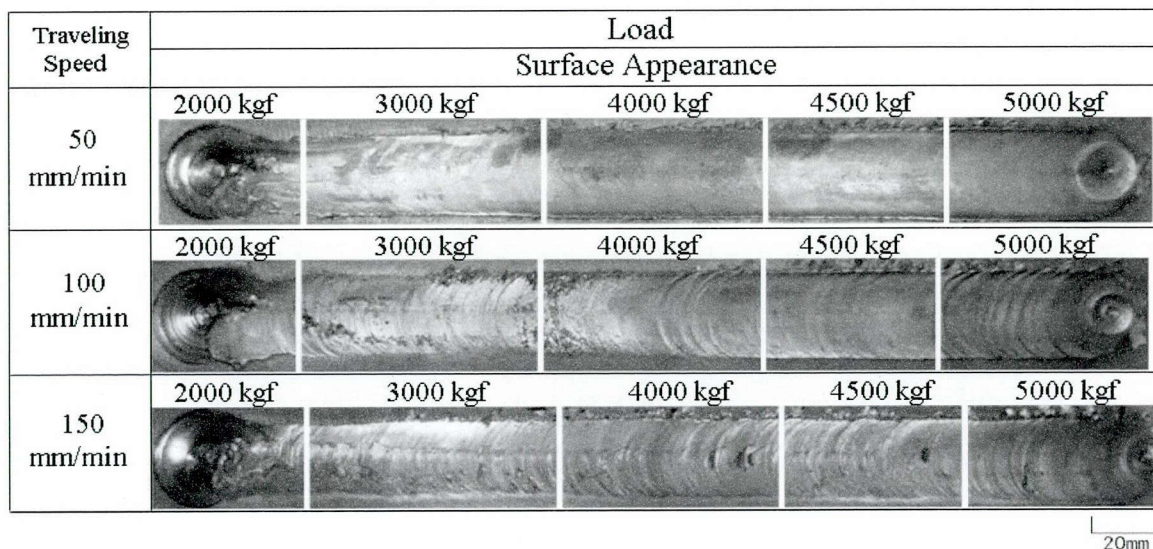 Traveling
Speed
Load
Surface Appearance
50
mm/min
2000 kgf 3000 kgf 4000 kgf 4500 kgf 5000 kgf
100
mm/min
2000 kgf 3000 kgf 4000 kgf 4500 kgf 5000 kgf
150
mm/min
2000 kgf 3000 kgf 4000 kgf 4500 kgf 5000 kgf
20mm